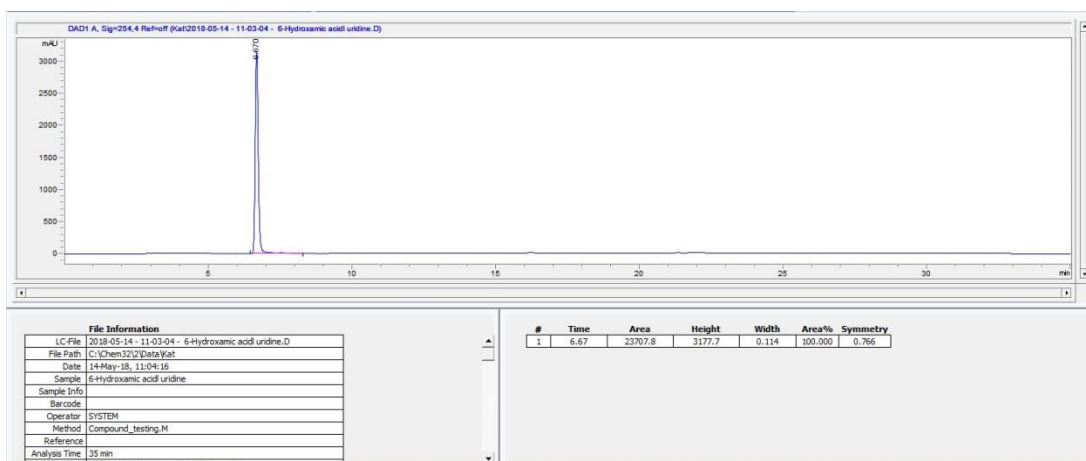 DAD1 A, Sig=254,4 Ref=off (Kat\2018-05-14 - 11-03-04 - 6-Hydroxamic acidl uridine.D)
mAU
6.670
3000
2500
2000
1500
1000
500
0
5 10 15 20 25 30 min
File Information
LC-File 2018-05-14 - 11-03-04 - 6-Hydroxamic acidl uridine.D
File Path C:\Chem32\2\Data\Kat
Date 14-May-18, 11:04:16
Sample 6-Hydroxamic acidl uridine
Sample Info
Barcode
Operator SYSTEM
Method Compound_testing.M
Reference
Analysis Time 35 min
# Time Area Height Width Area% Symmetry
1 6.67 23707.8 3177.7 0.114 100.000 0.766